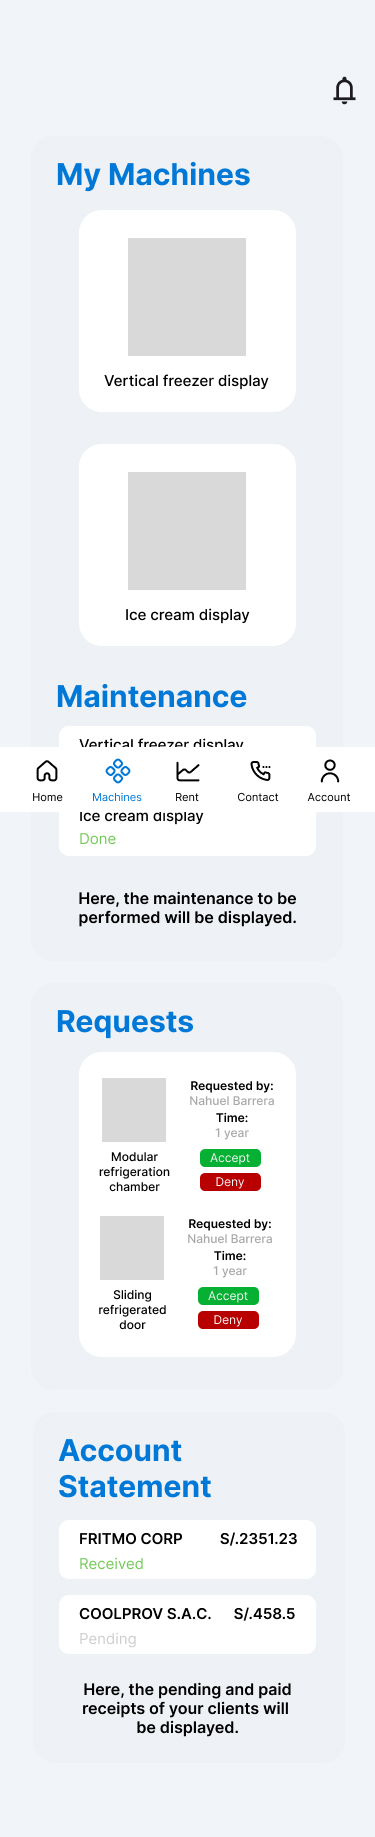 My Machines
Vertical freezer display
Ice cream display
Maintenance
Vertical freezer display
Home
Machines
Rent
Contact
Account
Ice cream display
Done
Here, the maintenance to be
performed will be displayed.
Requests
Requested by:
Nahuel Barrera
Time:
1 year
Modular
refrigeration
chamber
Accept
Deny
Requested by:
Nahuel Barrera
Time:
1 year
Sliding
refrigerated
door
Accept
Deny
Account
Statement
FRITMO CORP S/.2351.23
Received
COOLPROV S.A.C. S/.458.5
Pending
Here, the pending and paid
receipts of your clients will
be displayed.